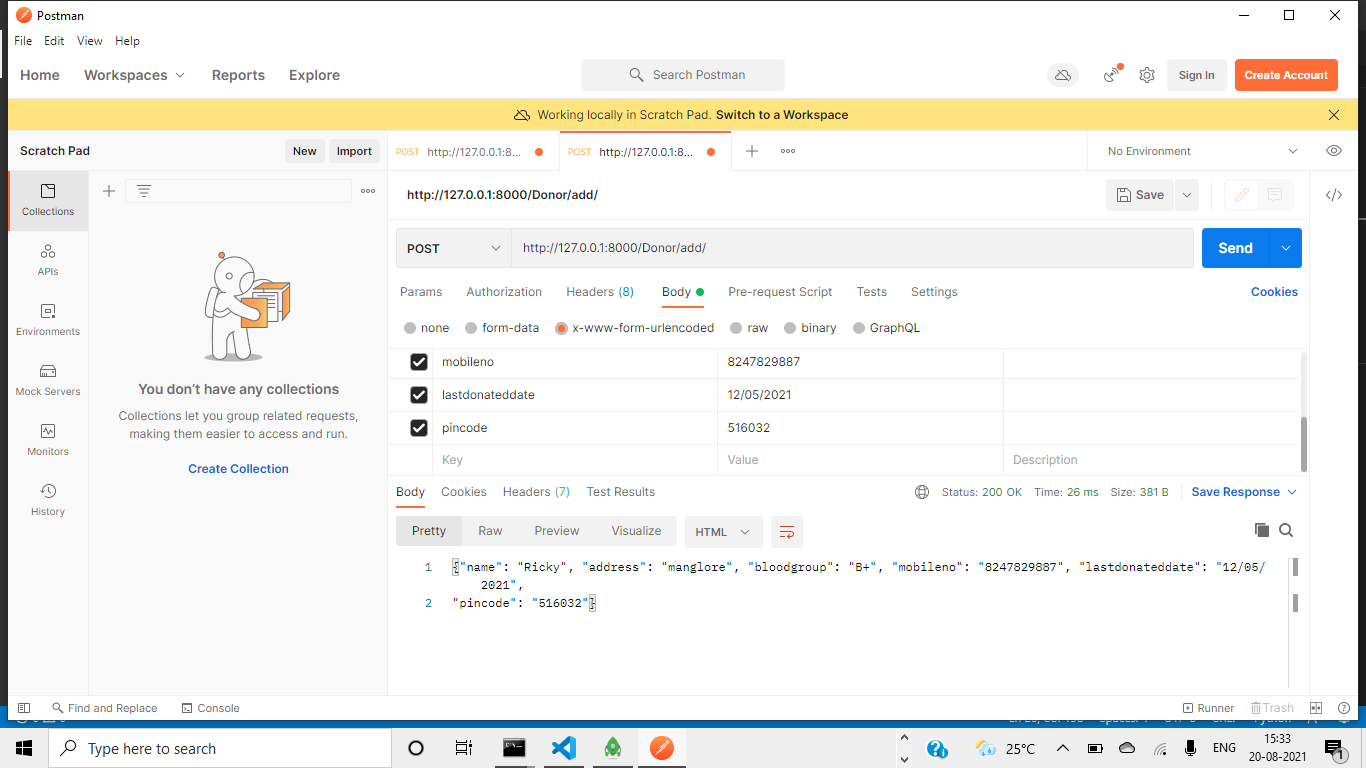 Postman
File Edit View Help
Home Workspaces Reports Explore Search Postman Sign In Create Account
Working locally in Scratch Pad. Switch to a Workspace
Scratch Pad New Import POST http://127.0.0.1:8... POST http://127.0.0.1:8... No Environment
http://127.0.0.1:8000/Donor/add/ Save
Collections
POST http://127.0.0.1:8000/Donor/add/ Send
APIs
Params Authorization Headers (8) Body Pre-request Script Tests Settings Cookies
Environments
none form-data x-www-form-urlencoded raw binary GraphQL
Mock Servers
mobileno 8247829887
lastdonateddate 12/05/2021
pincode 516032
Key Value Description
You don't have any collections
Collections let you group related requests,
making them easier to access and run.
Create Collection
Monitors
History
Body Cookies Headers (7) Test Results Status: 200 OK Time: 26 ms Size: 381 B Save Response
Pretty Raw Preview Visualize HTML
1 {"name": "Ricky", "address": "manglore", "bloodgroup": "B+", "mobileno": "8247829887", "lastdonateddate": "12/05/
2021",
2 "pincode": "516032"}
Find and Replace Console Runner Trash
Type here to search 25°C ENG 15:33
20-08-2021 1